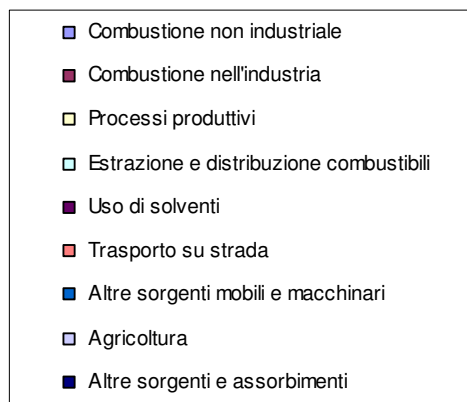 Combustione non industriale
Combustione nell'industria
Processi produttivi
Estrazione e distribuzione combustibili
Uso di solventi
Trasporto su strada
Altre sorgenti mobili e macchinari
Agricoltura
Altre sorgenti e assorbimenti